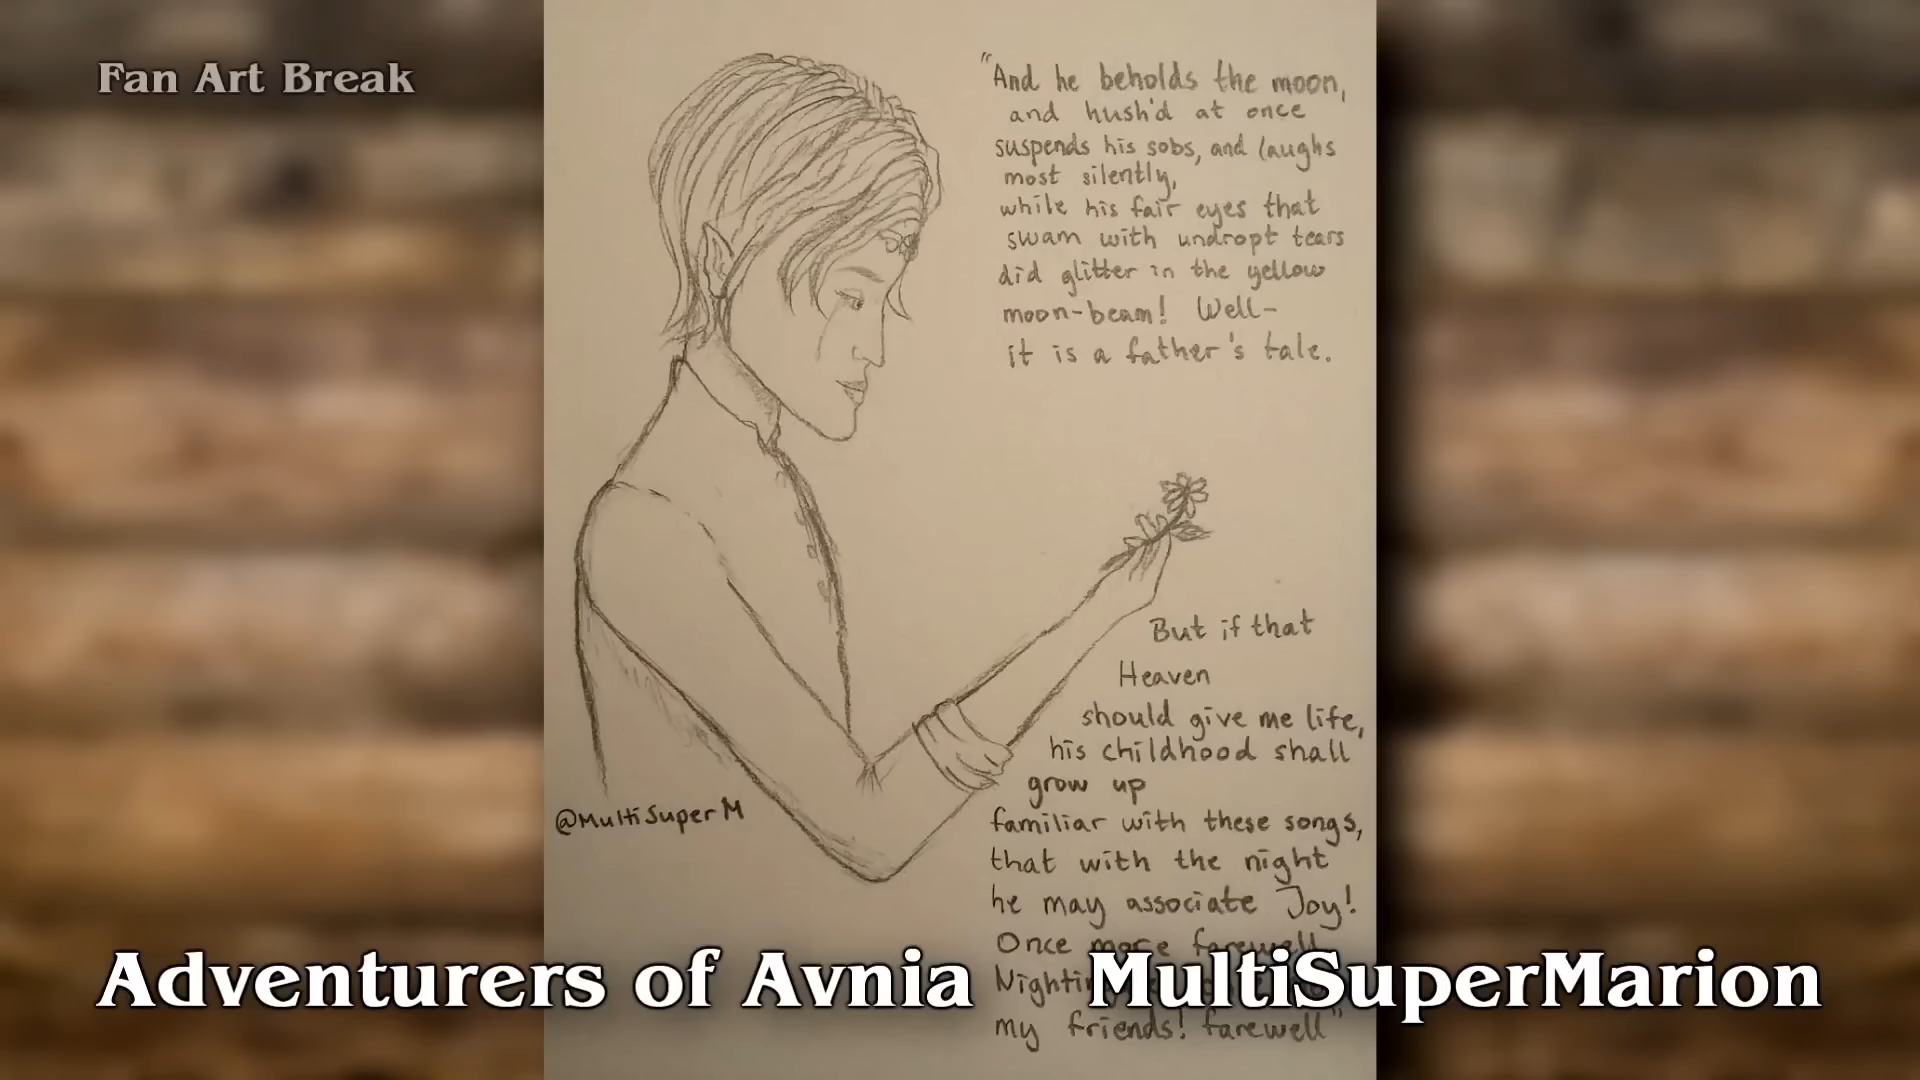 Fan Art Break
"And he beholds the moon,
and hush'd at once
suspends his sobs, and laughs
most silently,
while his fair eyes that
swam with undropt tears
did glitter in the yellow
moon-beam! Well-
it is a father's tale.
But if that
Heaven
should give me life,
his childhood shall
grow up
familiar with these songs,
that with the night
he may associate Joy!
Once more farewell
my friends! farewell"
@MultiSuperM
Adventurers of Avnia
MultiSuperMarion